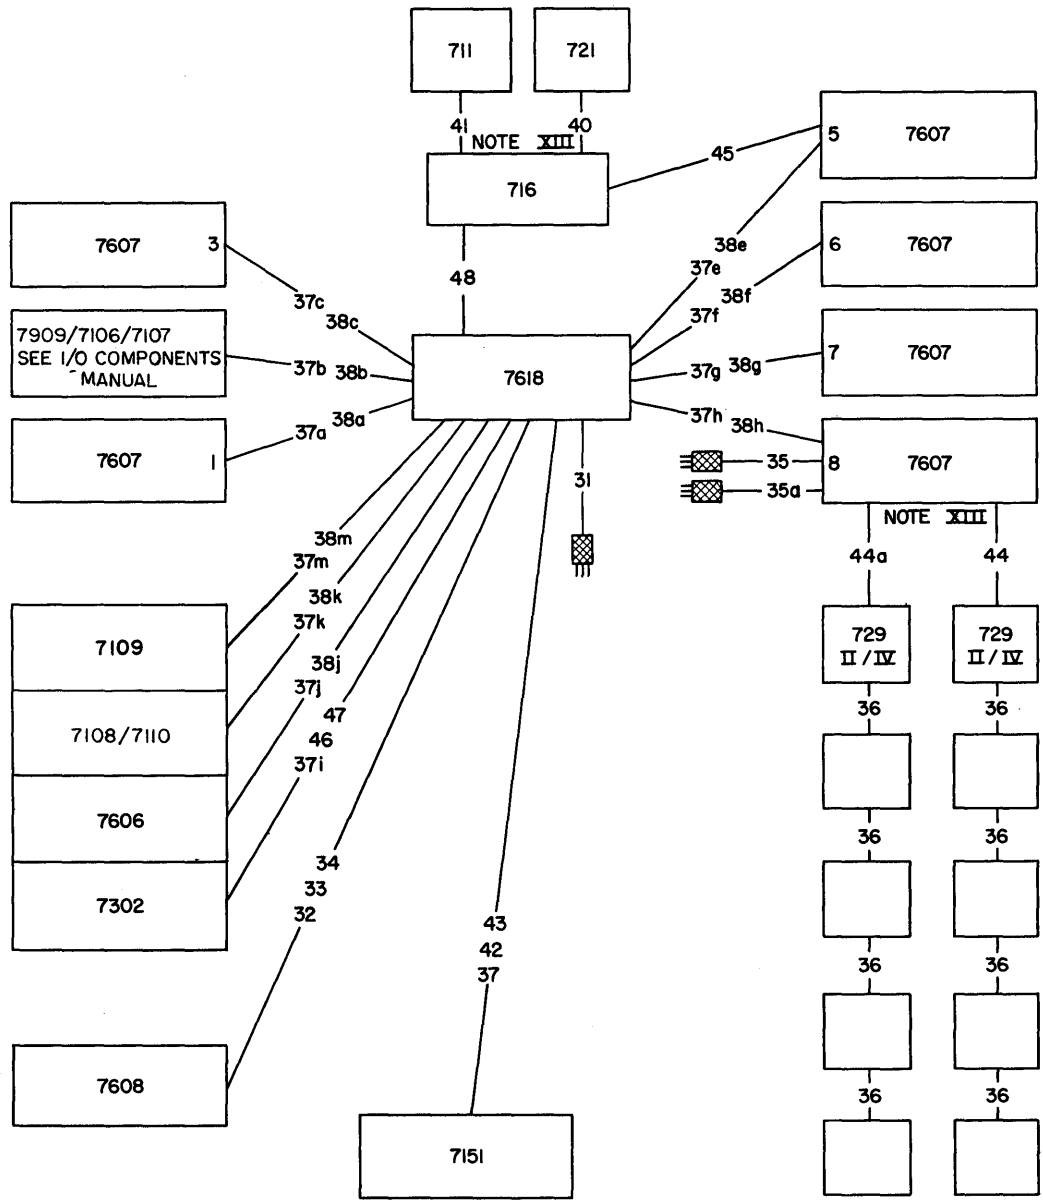 711
721
41
NOTE XIII
40
716
45
5 7607
7607 3
48
38e
37e
6 7607
38f
37f
37c
38c
7909/7106/7107
SEE I/O COMPONENTS
MANUAL
37b 38b
7618
37g 38g
7 7607
37h
38h
7607 1
37a
38a
35
35a
8 7607
NOTE XIII
31
38m
37m
38k
37k
38j
37j
47
46
37i
44a
44
7109
7108/7110
7606
7302
729
II/IV
729
II/IV
36
36
36
36
36
36
36
36
34
33
32
43
42
37
7608
7151